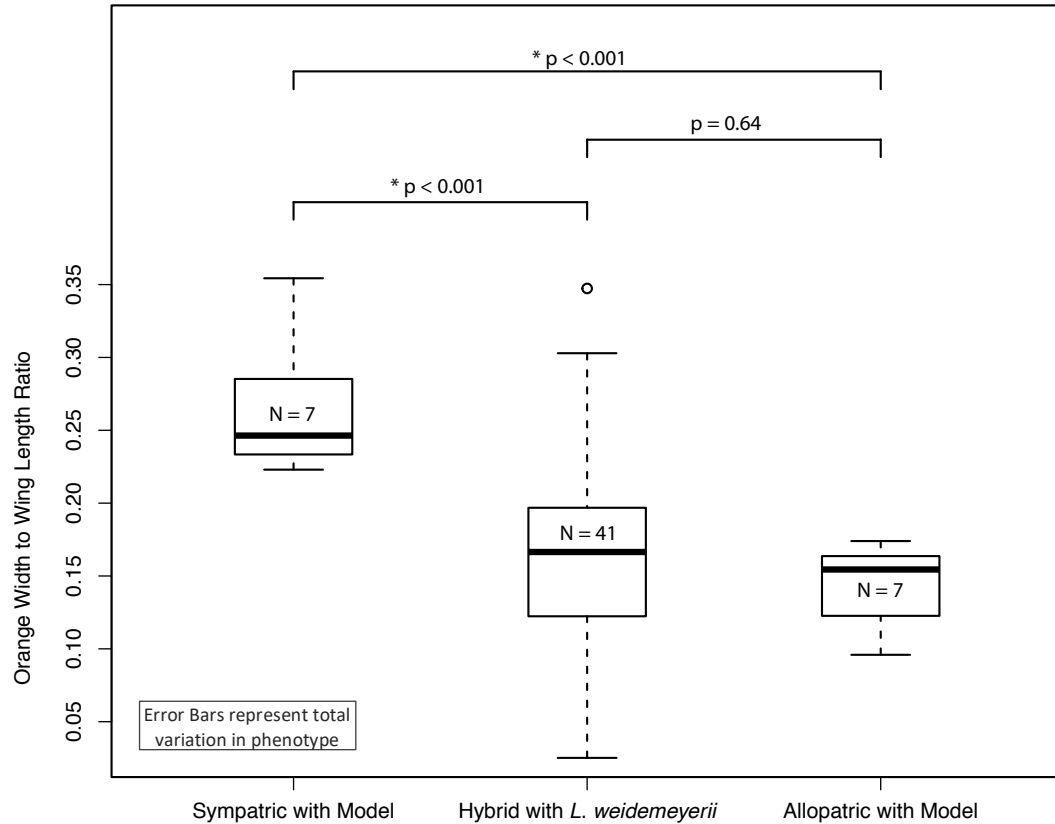 * p < 0.001
p = 0.64
* p < 0.001
Orange Width to Wing Length Ratio
0.35
0.30
0.25
0.20
0.15
0.10
0.05
N = 7
N = 41
N = 7
Error Bars represent total
variation in phenotype
Sympatric with Model
Hybrid with L. weidemeyerii
Allopatric with Model